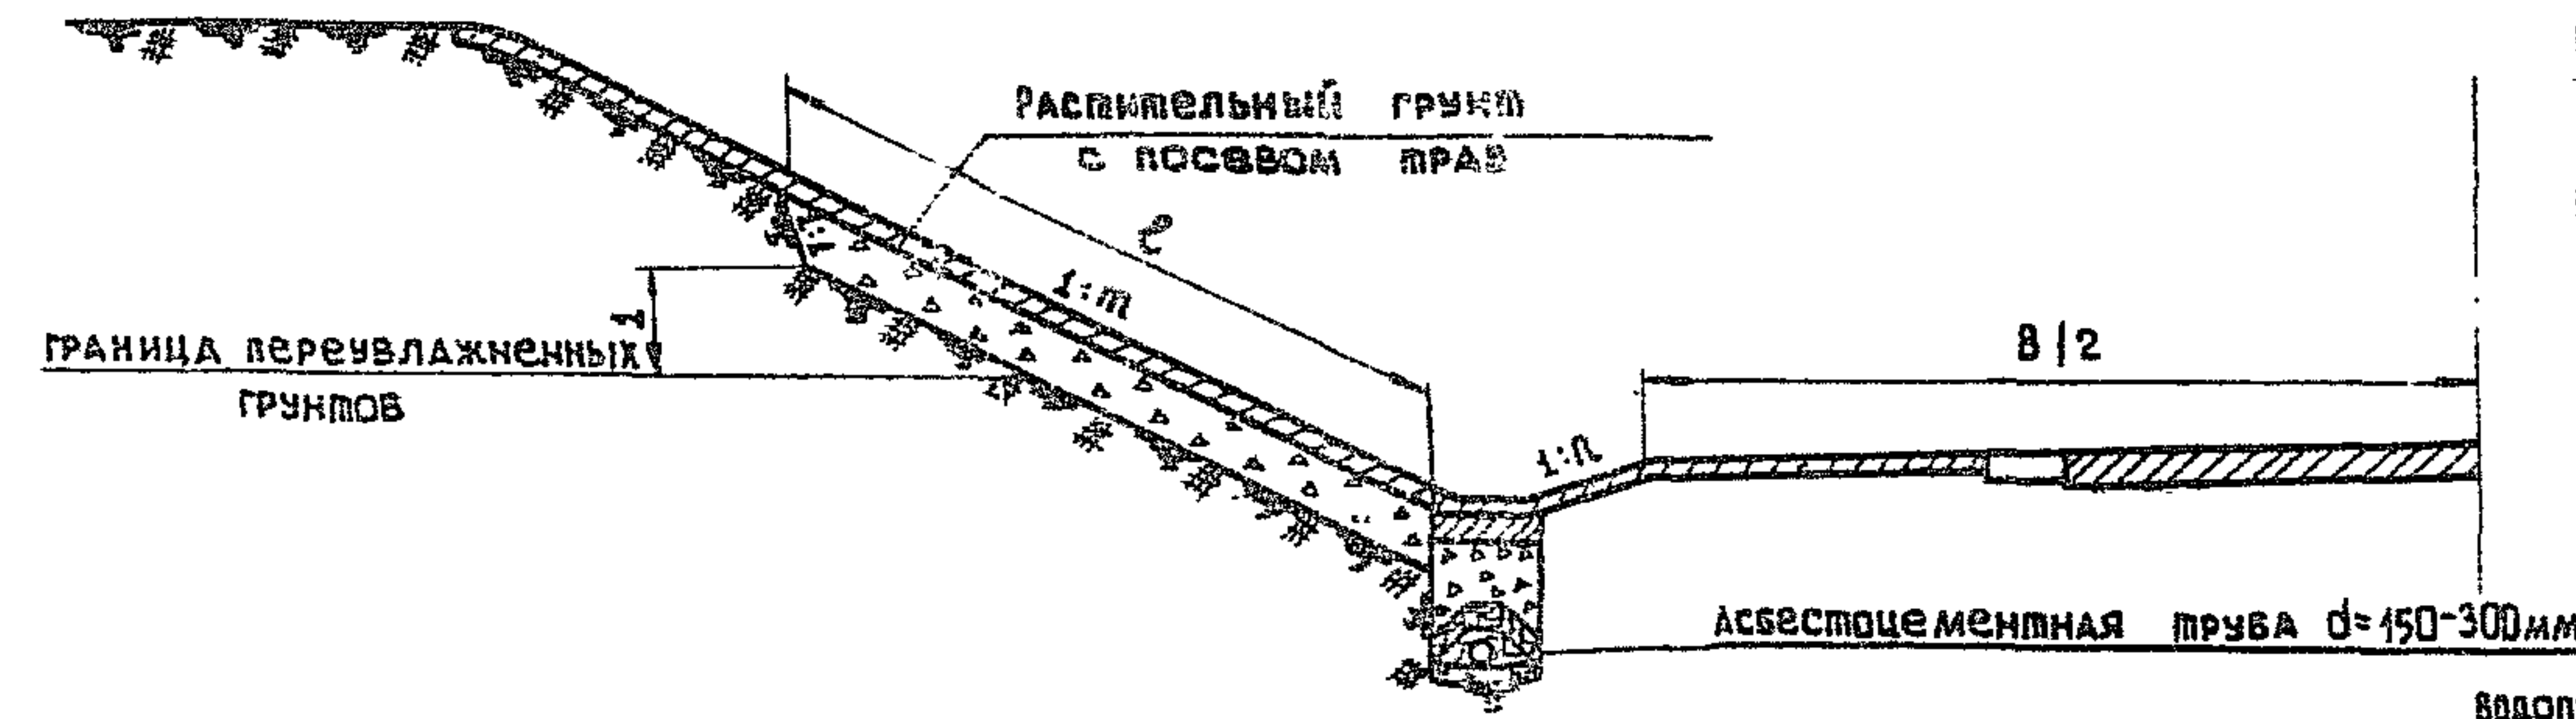 Растительный грунт
с посевом трав
1:1
ℓ
1:m
1
граница переувлажненных
грунтов
B/2
1:n
Асбестоцементная труба d=150-300мм